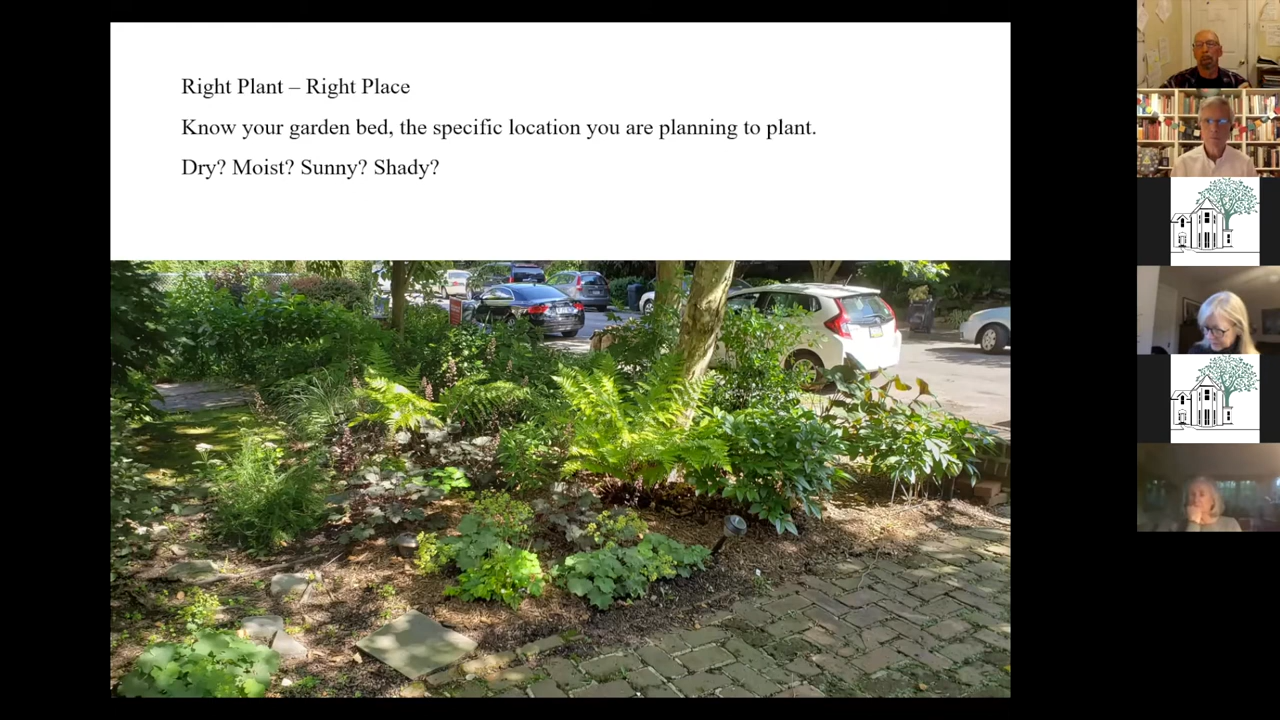 Right Plant – Right Place
Know your garden bed, the specific location you are planning to plant.
Dry? Moist? Sunny? Shady?